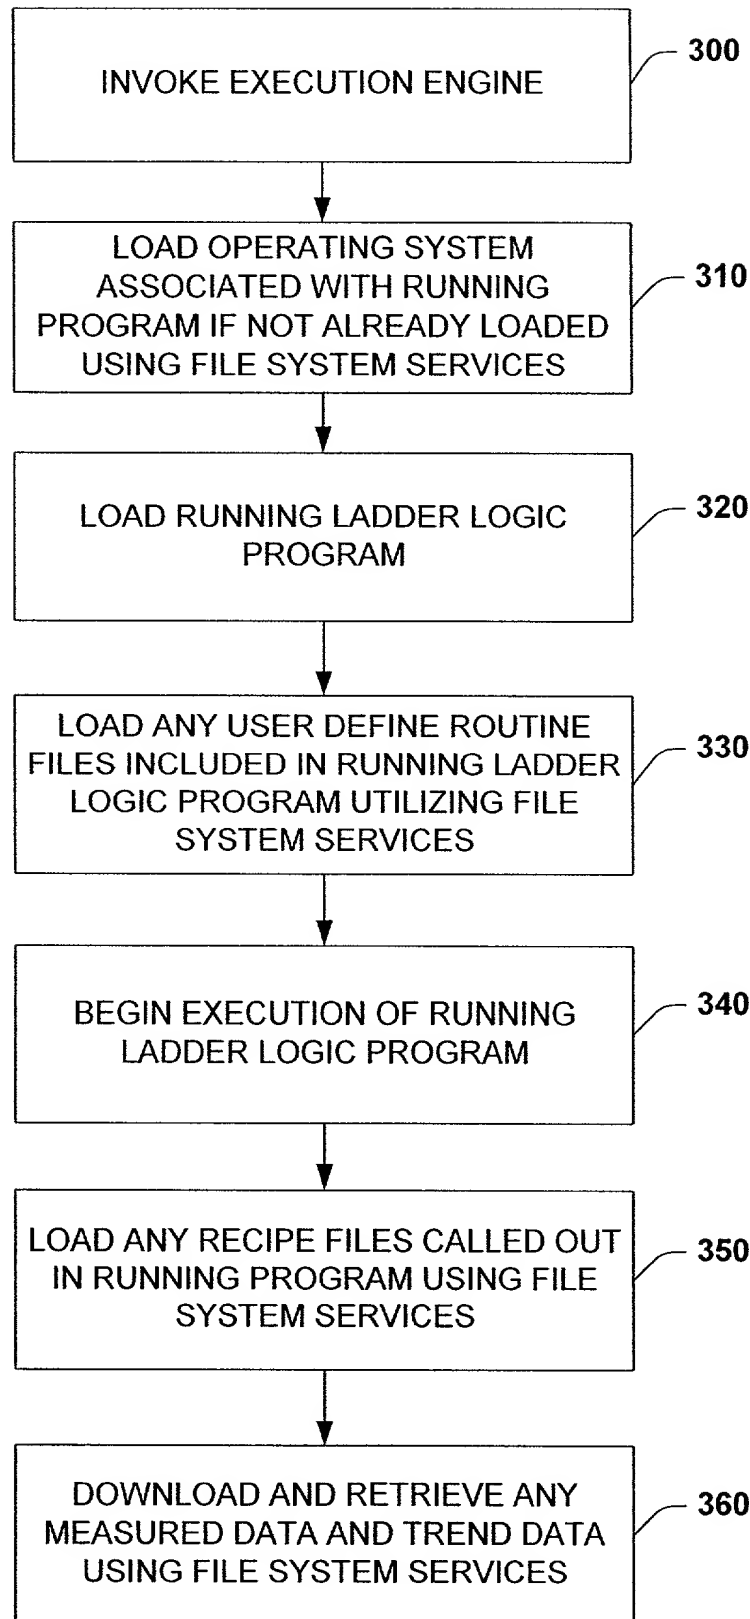 INVOKE EXECUTION ENGINE
300
LOAD OPERATING SYSTEM
ASSOCIATED WITH RUNNING
PROGRAM IF NOT ALREADY LOADED
USING FILE SYSTEM SERVICES
310
LOAD RUNNING LADDER LOGIC
PROGRAM
320
LOAD ANY USER DEFINE ROUTINE
FILES INCLUDED IN RUNNING LADDER
LOGIC PROGRAM UTILIZING FILE
SYSTEM SERVICES
330
BEGIN EXECUTION OF RUNNING
LADDER LOGIC PROGRAM
340
LOAD ANY RECIPE FILES CALLED OUT
IN RUNNING PROGRAM USING FILE
SYSTEM SERVICES
350
DOWNLOAD AND RETRIEVE ANY
MEASURED DATA AND TREND DATA
USING FILE SYSTEM SERVICES
360